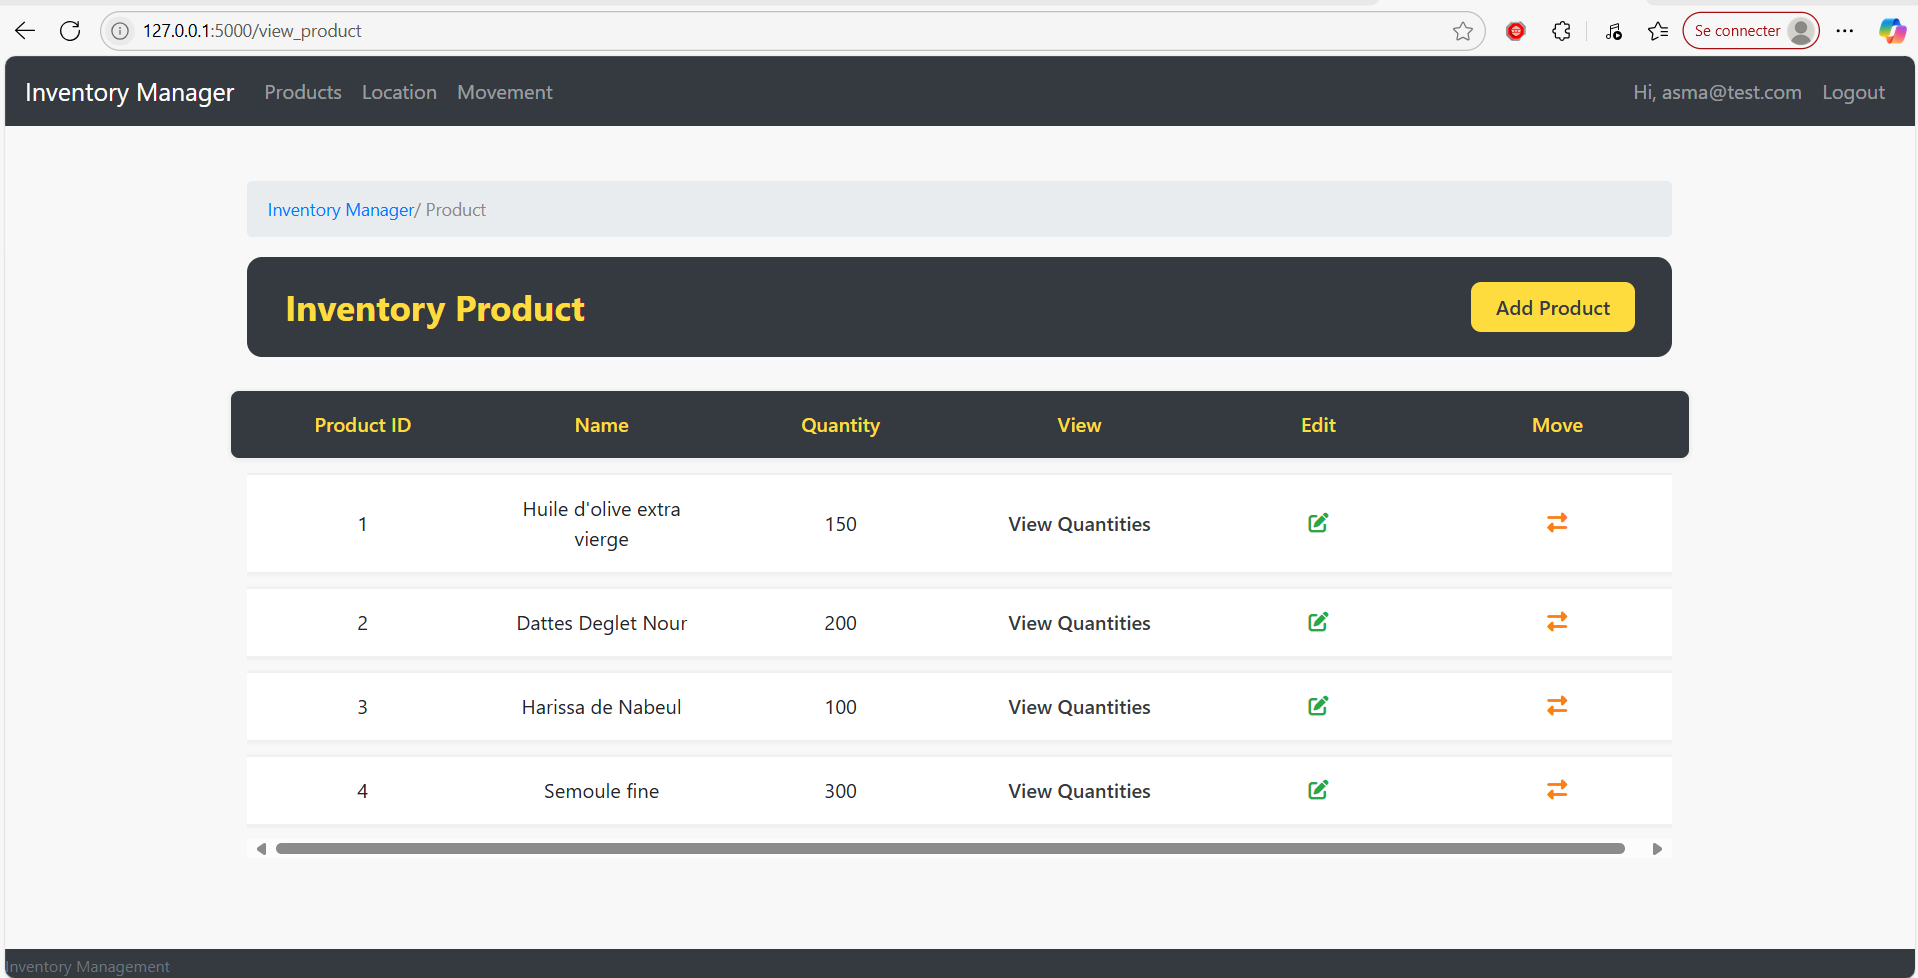 127.0.0.1:5000/view_product
Se connecter
Inventory Manager Products Location Movement Hi, asma@test.com Logout
Inventory Manager/ Product
Inventory Product Add Product
Product ID Name Quantity View Edit Move
1 Huile d'olive extra vierge 150 View Quantities
2 Dattes Deglet Nour 200 View Quantities
3 Harissa de Nabeul 100 View Quantities
4 Semoule fine 300 View Quantities
Inventory Management